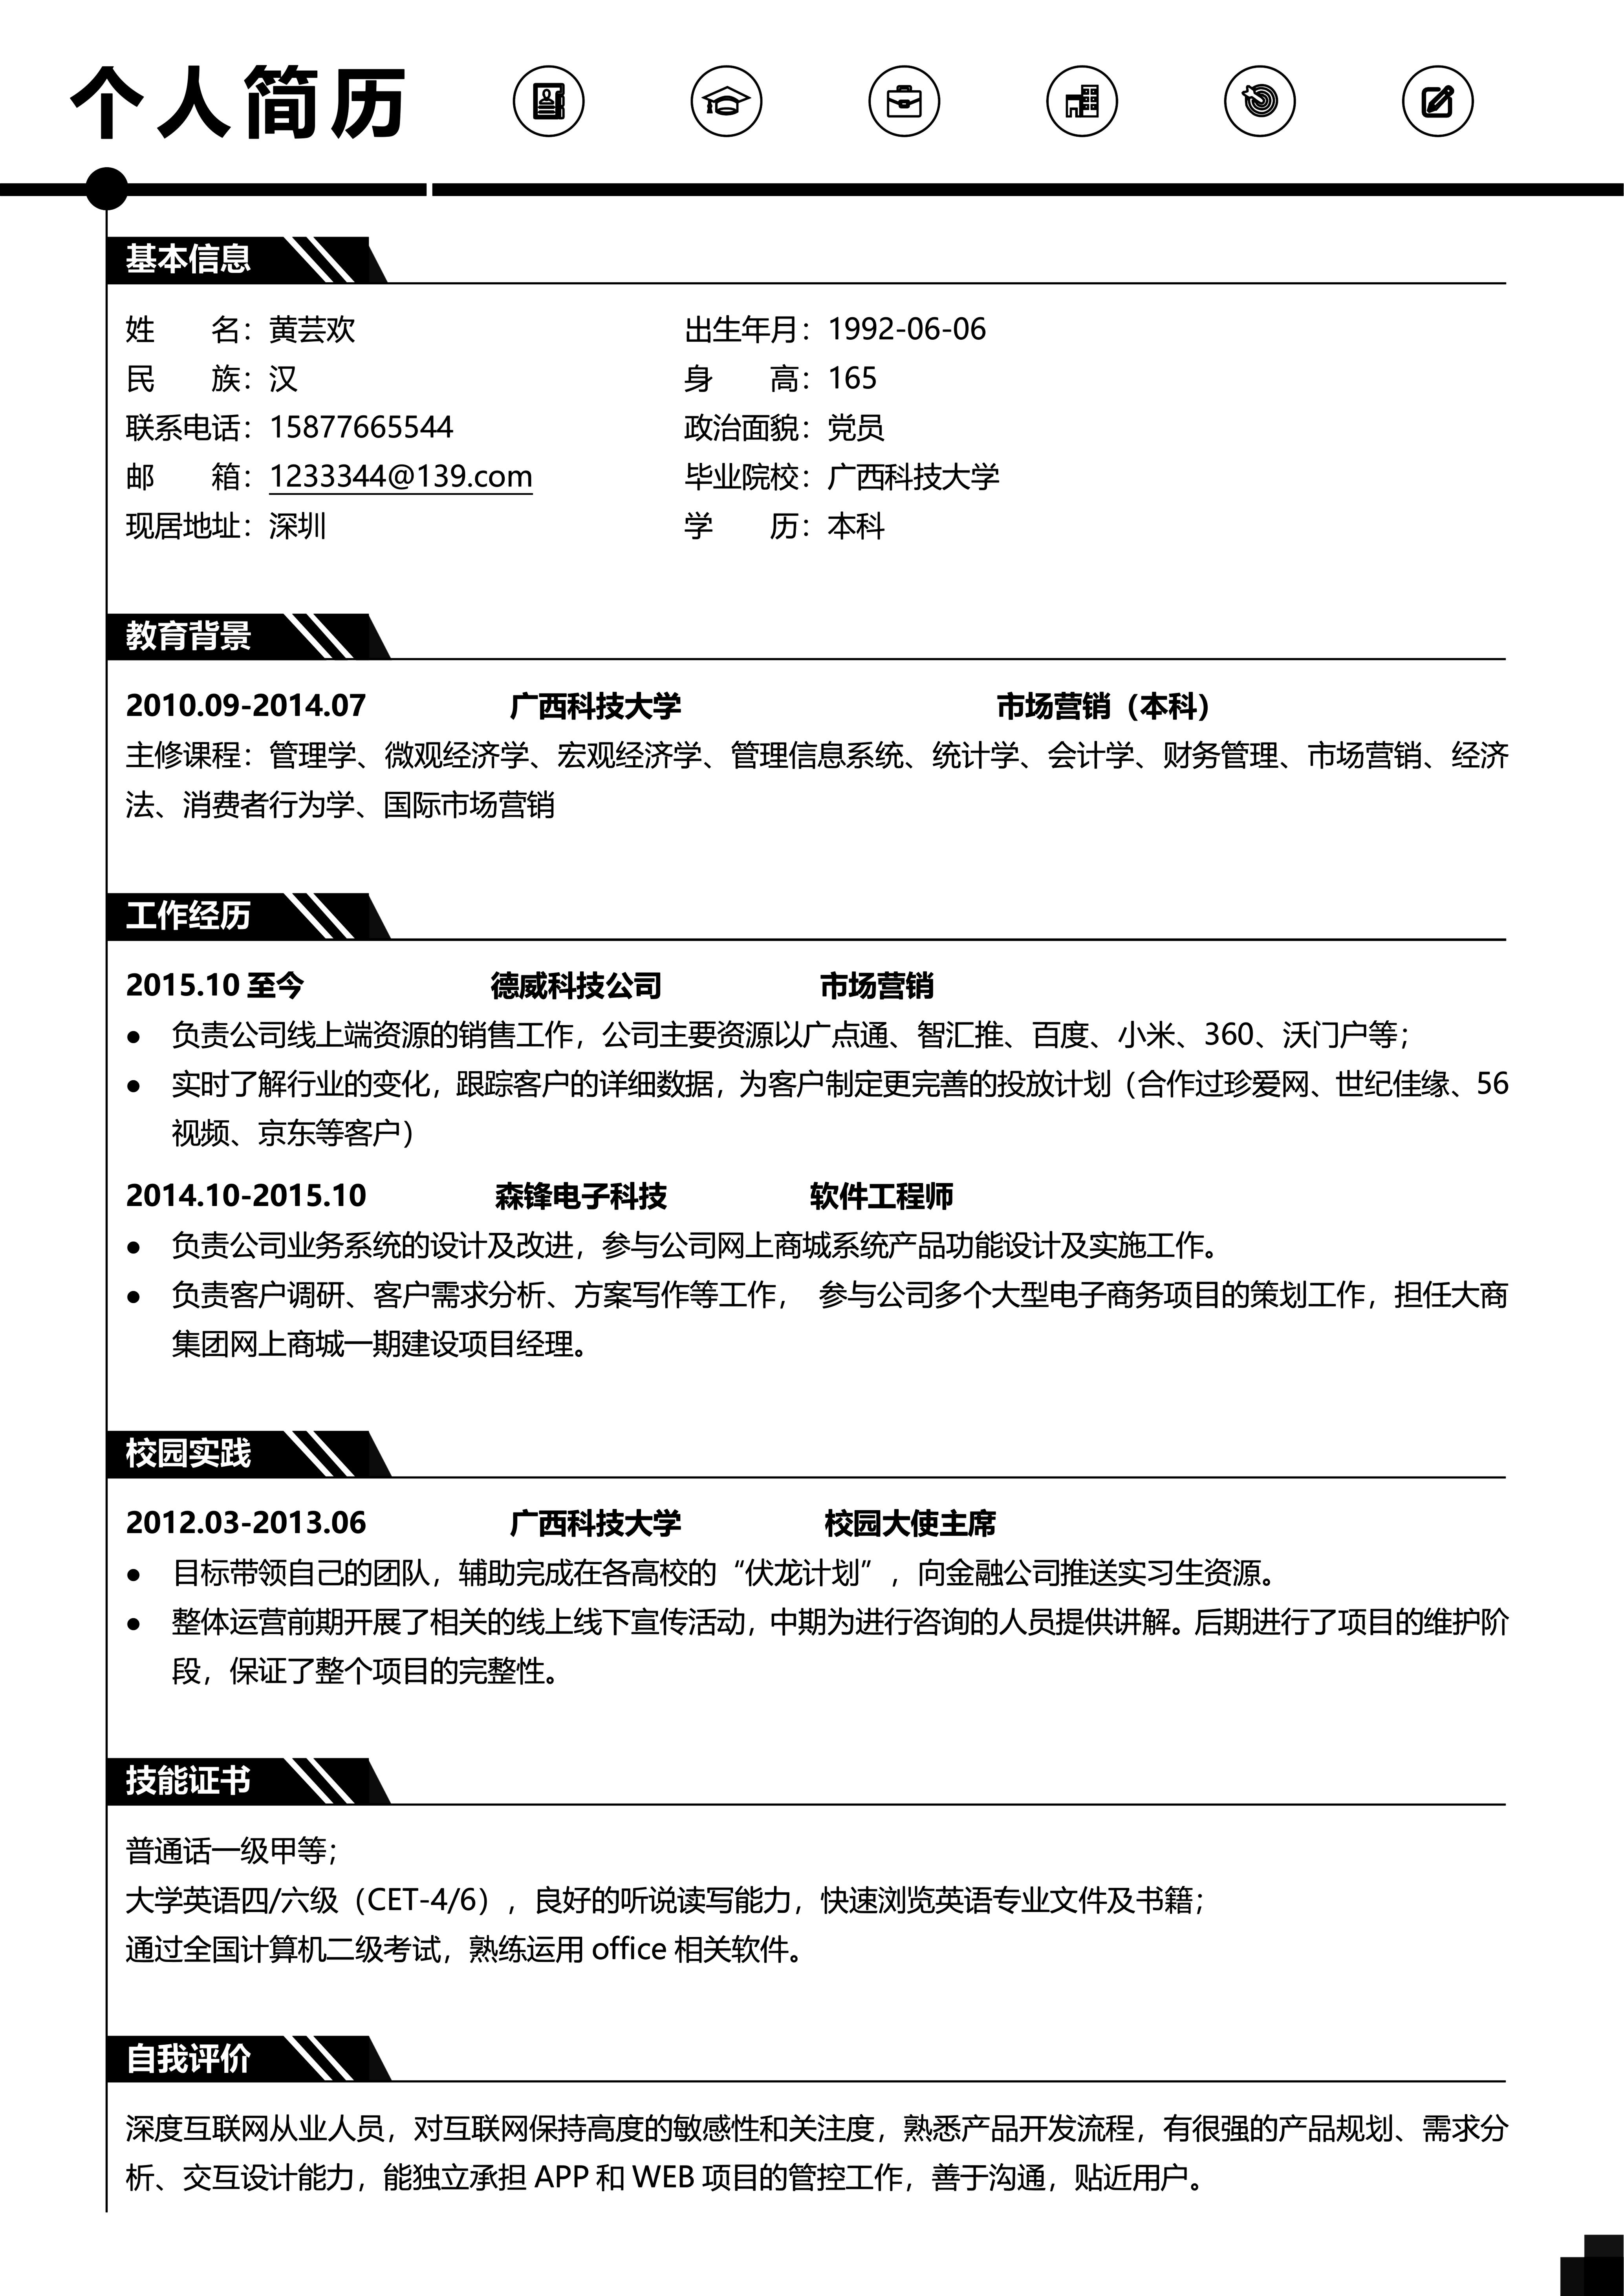 个人简历
基本信息
姓　　名：黄芸欢　出生年月：1992-06-06
民　　族：汉　身　　高：165
联系电话：15877665544　政治面貌：党员
邮　　箱：1233344@139.com　毕业院校：广西科技大学
现居地址：深圳　学　　历：本科
教育背景
2010.09-2014.07　广西科技大学　市场营销（本科）
主修课程：管理学、微观经济学、宏观经济学、管理信息系统、统计学、会计学、财务管理、市场营销、经济
法、消费者行为学、国际市场营销
工作经历
2015.10 至今　德威科技公司　市场营销
● 负责公司线上端资源的销售工作，公司主要资源以广点通、智汇推、百度、小米、360、沃门户等；
● 实时了解行业的变化，跟踪客户的详细数据，为客户制定更完善的投放计划（合作过珍爱网、世纪佳缘、56
视频、京东等客户）
2014.10-2015.10　森锋电子科技　软件工程师
● 负责公司业务系统的设计及改进，参与公司网上商城系统产品功能设计及实施工作。
● 负责客户调研、客户需求分析、方案写作等工作， 参与公司多个大型电子商务项目的策划工作，担任大商
集团网上商城一期建设项目经理。
校园实践
2012.03-2013.06　广西科技大学　校园大使主席
● 目标带领自己的团队，辅助完成在各高校的“伏龙计划”，向金融公司推送实习生资源。
● 整体运营前期开展了相关的线上线下宣传活动，中期为进行咨询的人员提供讲解。后期进行了项目的维护阶
段，保证了整个项目的完整性。
技能证书
普通话一级甲等；
大学英语四/六级（CET-4/6），良好的听说读写能力，快速浏览英语专业文件及书籍；
通过全国计算机二级考试，熟练运用 office 相关软件。
自我评价
深度互联网从业人员，对互联网保持高度的敏感性和关注度，熟悉产品开发流程，有很强的产品规划、需求分
析、交互设计能力，能独立承担 APP 和 WEB 项目的管控工作，善于沟通，贴近用户。